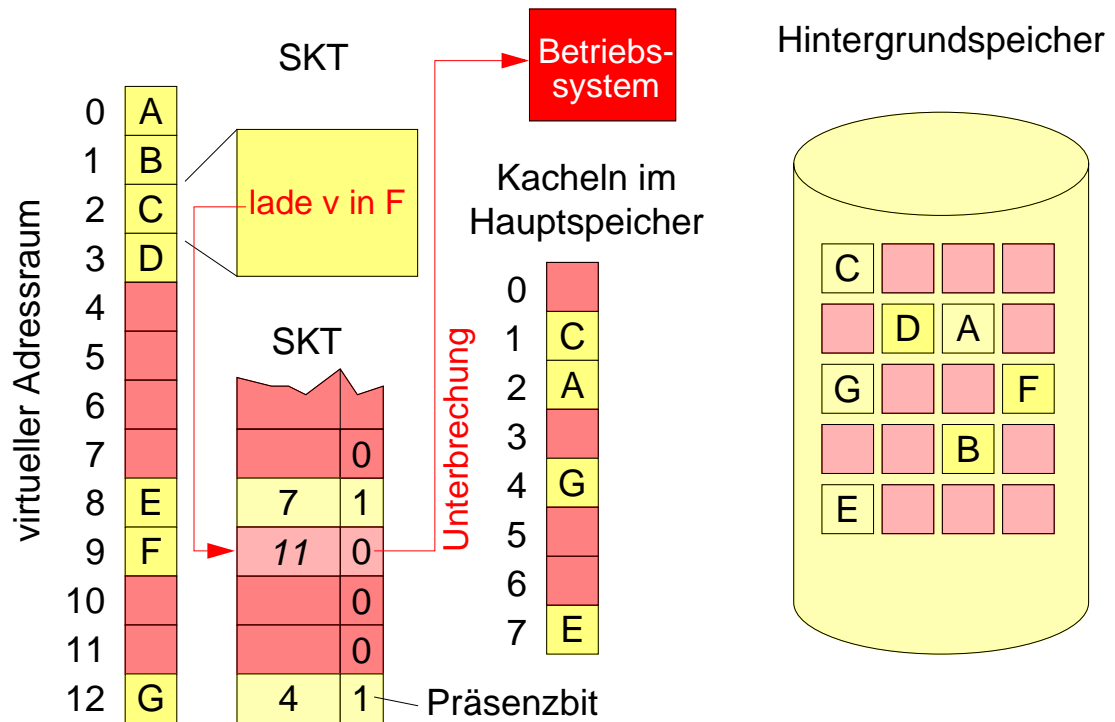 SKT
Betriebs-
system
Hintergrundspeicher
virtueller Adressraum
0 A
1 B
2 C
3 D
4
5
6
7
8 E
9 F
10
11
12 G
lade v in F
SKT
0
7 1
11 0
0
0
4 1
Präsenzbit
Unterbrechung
Kacheln im
Hauptspeicher
0
1 C
2 A
3
4 G
5
6
7 E
C
D A
G F
B
E